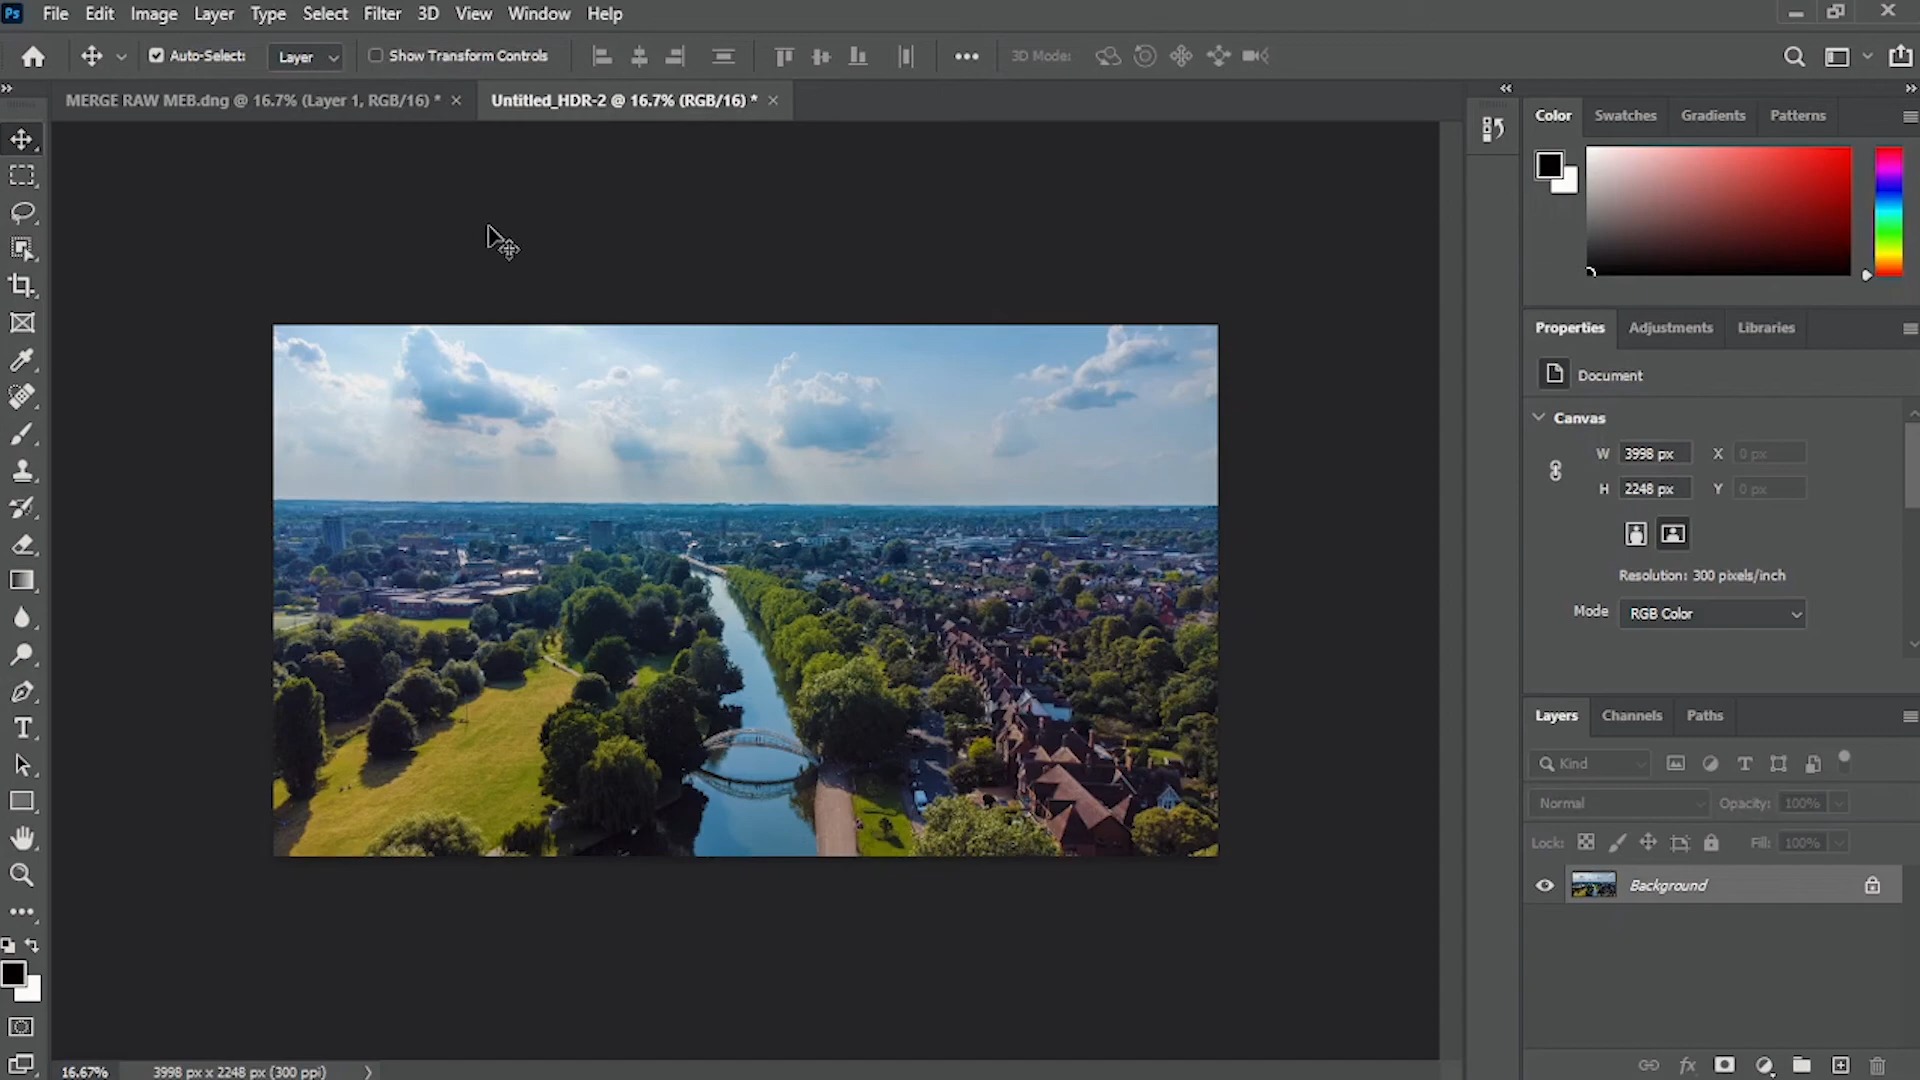 Ps File Edit Image Layer Type Select Filter 3D View Window Help
Auto-Select: Layer Show Transform Controls 3D Mode:
MERGE RAW MEB.dng @ 16.7% (Layer 1, RGB/16) * Untitled_HDR-2 @ 16.7% (RGB/16) *
Color Swatches Gradients Patterns
Properties Adjustments Libraries
Document
Canvas
W 3998 px X 0 px
H 2248 px Y 0 px
Resolution: 300 pixels/inch
Mode RGB Color
Layers Channels Paths
Kind
Normal Opacity: 100%
Lock: Fill: 100%
Background
fx
16.67% 3998 px x 2248 px (300 ppi)